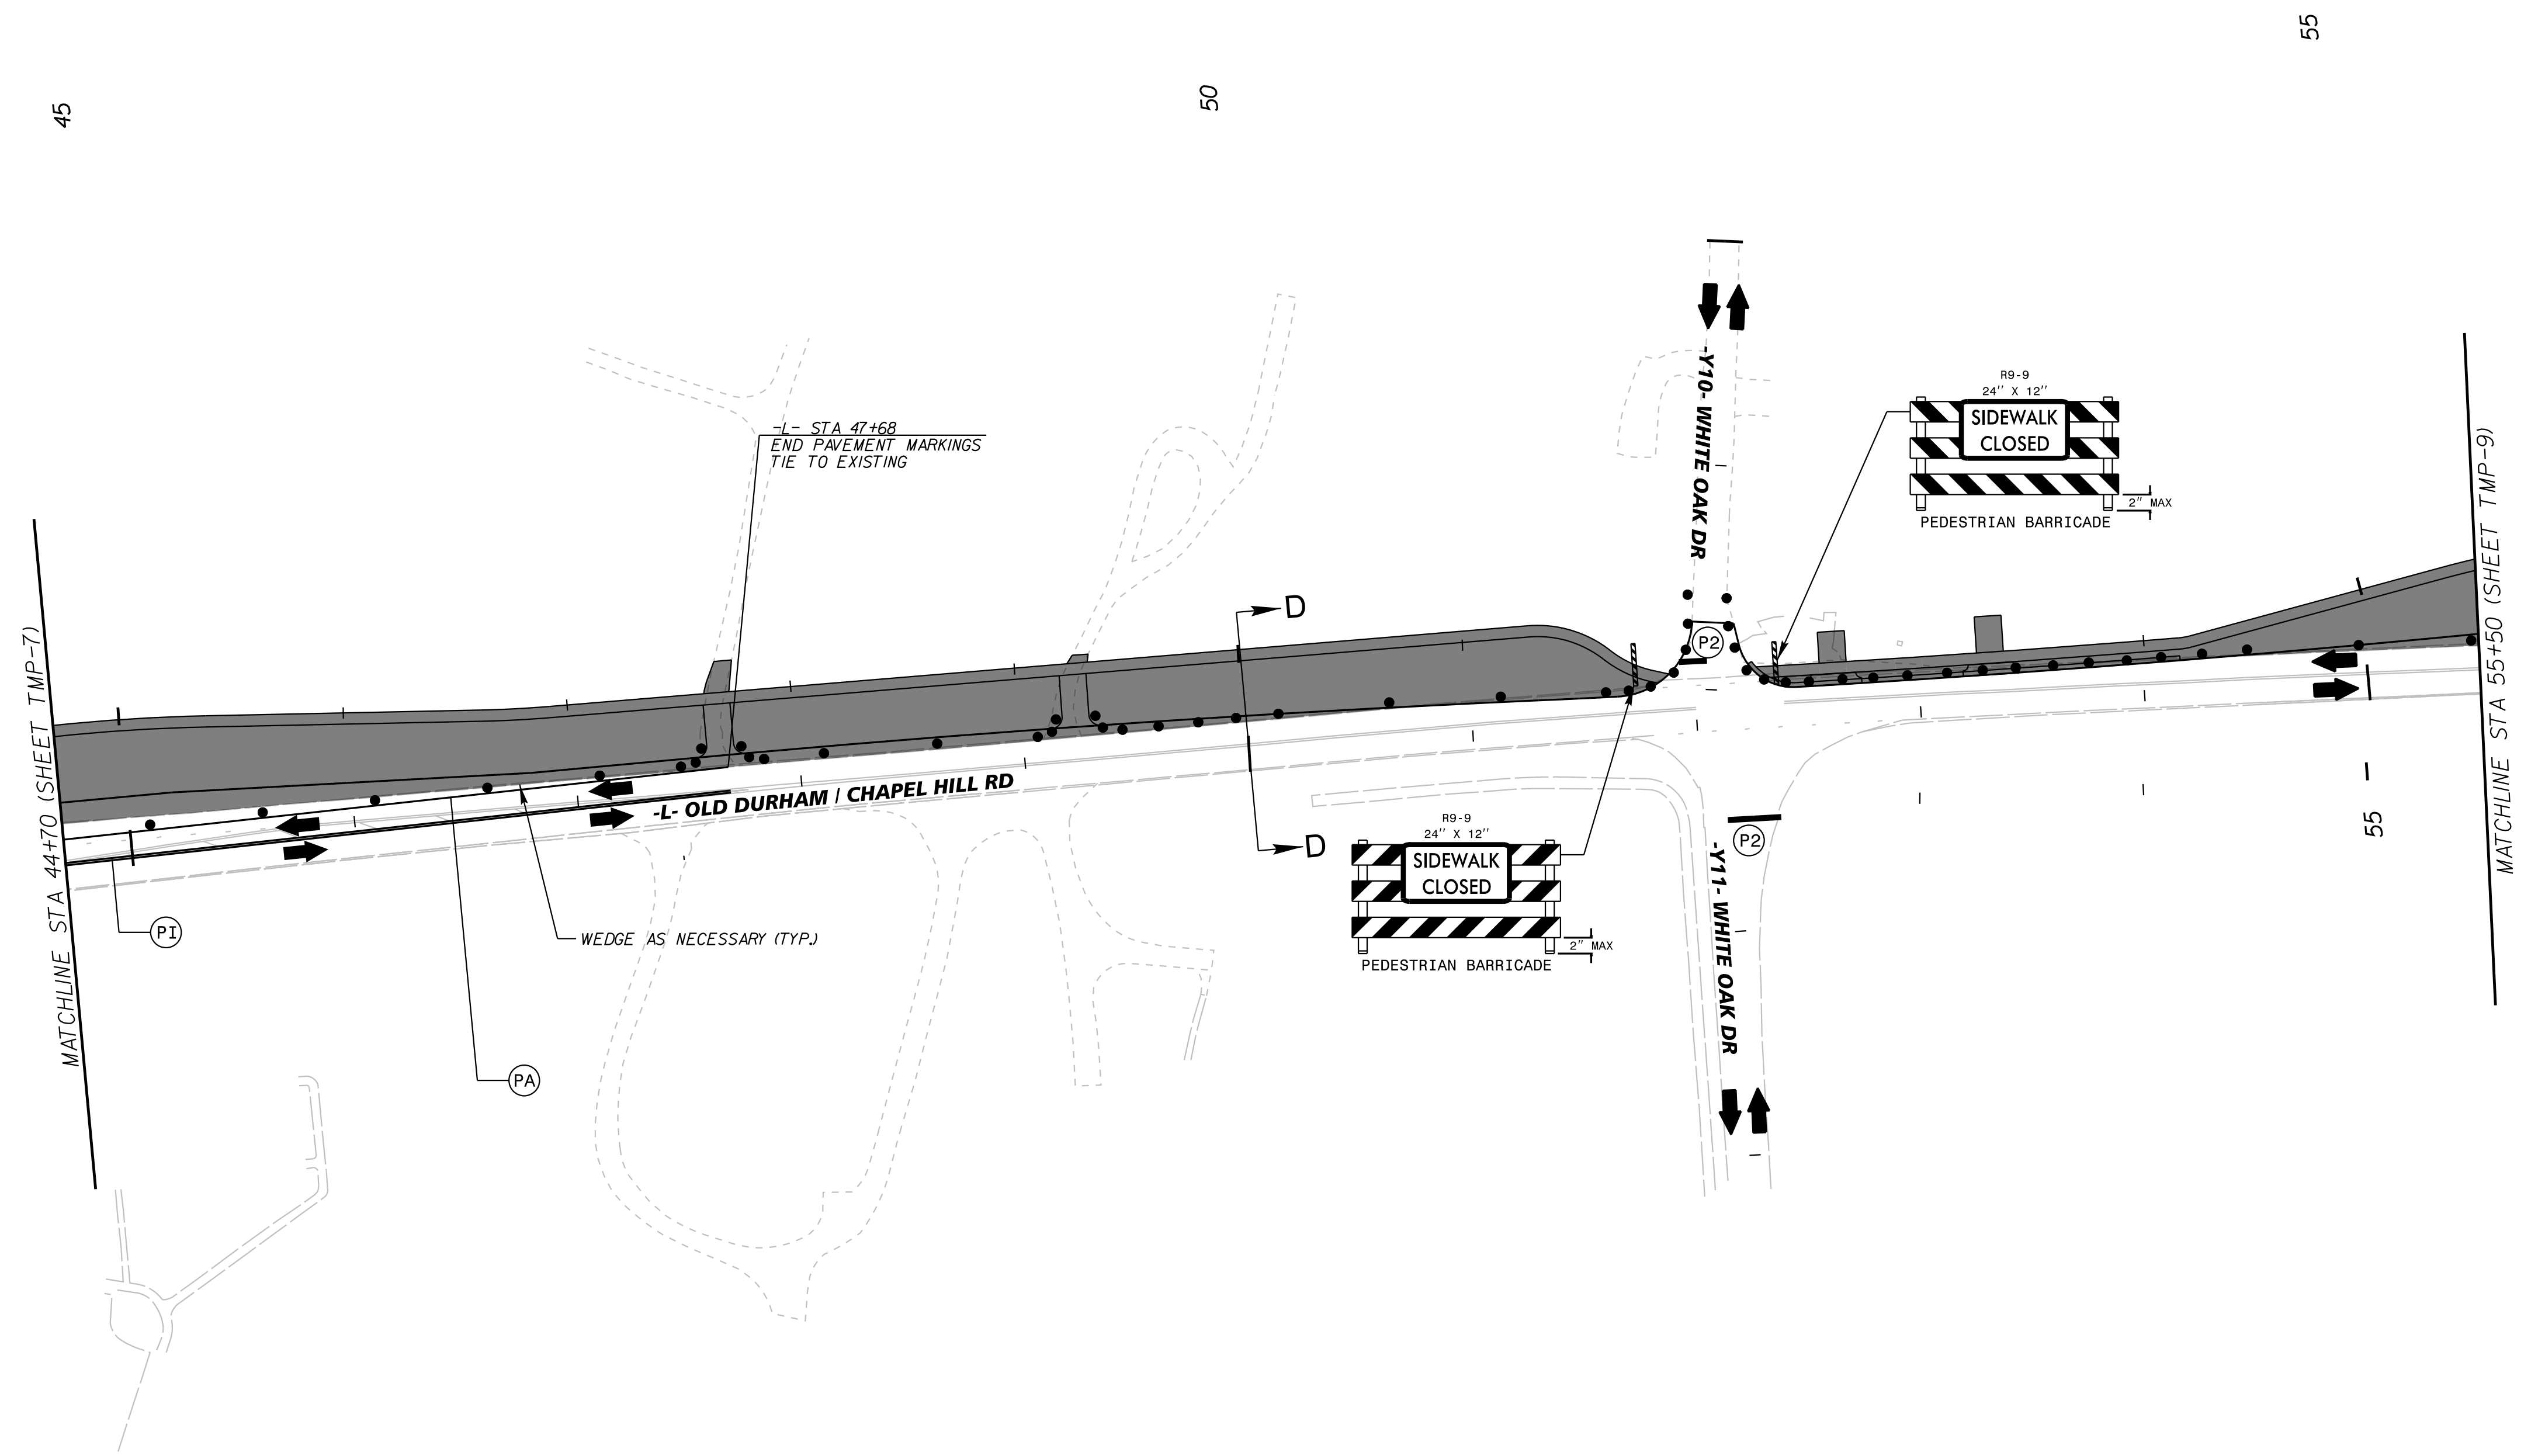 45
50
55
-L- STA 47+68
END PAVEMENT MARKINGS
TIE TO EXISTING
MATCHLINE STA 44+70 (SHEET TMP-7)
-Y10- WHITE OAK DR
R9-9
24'' X 12''
SIDEWALK
CLOSED
2'' MAX
PEDESTRIAN BARRICADE
MATCHLINE STA 55+50 (SHEET TMP-9)
D
P2
-L- OLD DURHAM / CHAPEL HILL RD
D
55
PI
WEDGE AS NECESSARY (TYP.)
PA
R9-9
24'' X 12''
SIDEWALK
CLOSED
2'' MAX
PEDESTRIAN BARRICADE
P2
-Y11- WHITE OAK DR